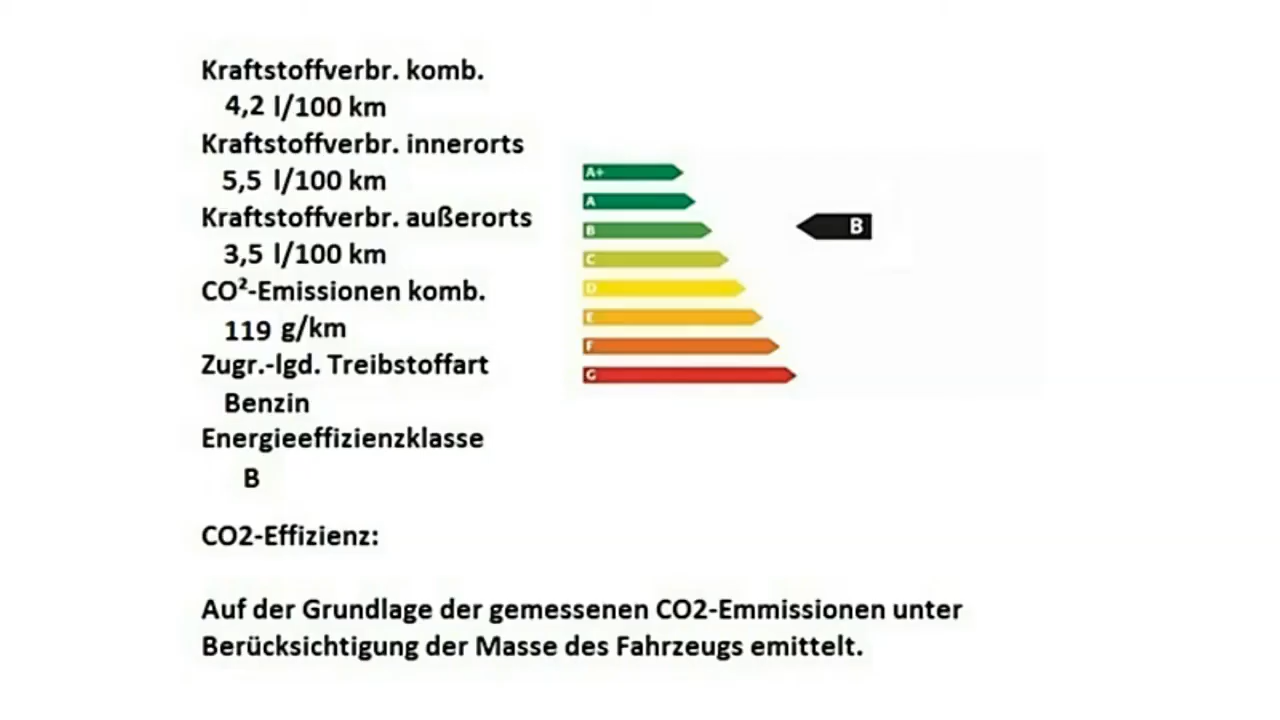 Kraftstoffverbr. komb.
4,2 l/100 km
Kraftstoffverbr. innerorts
5,5 l/100 km
Kraftstoffverbr. außerorts
3,5 l/100 km
CO²-Emissionen komb.
119 g/km
Zugr.-lgd. Treibstoffart
Benzin
Energieeffizienzklasse
B
A+
A
B
C
D
E
F
G
B
CO2-Effizienz:
Auf der Grundlage der gemessenen CO2-Emmissionen unter
Berücksichtigung der Masse des Fahrzeugs emittelt.